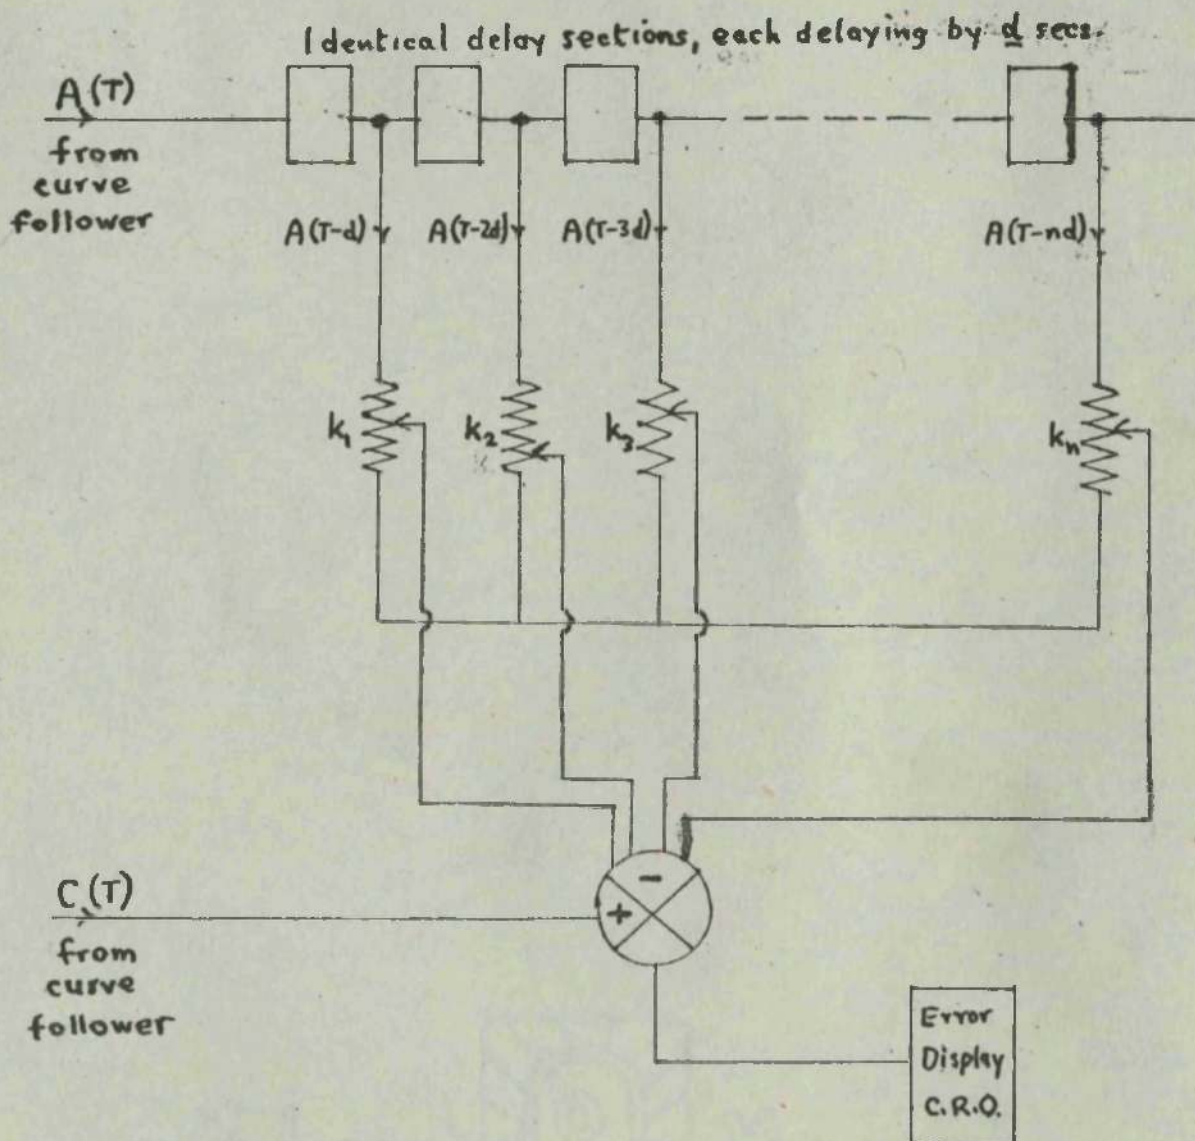 Identical delay sections, each delaying by d secs.
A(T)
from
curve
follower
A(T-d)
A(T-2d)
A(T-3d)
A(T-nd)
k1
k2
k3
kn
-
+
C(T)
from
curve
follower
Error
Display
C.R.O.